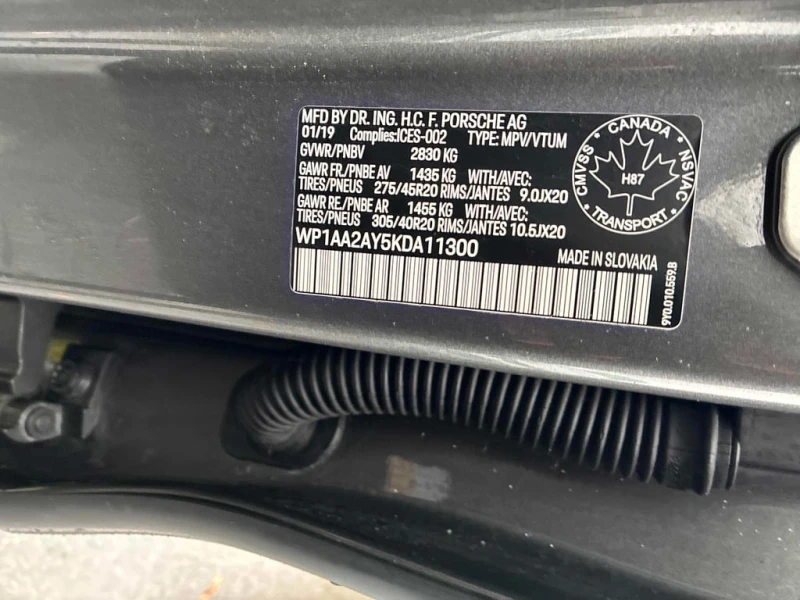 MFD BY DR. ING. H.C. F. PORSCHE AG
01/19 Complies:ICES-002 TYPE: MPV/VTUM
GVWR/PNBV 2830 KG
GAWR FR./PNBE AV 1435 KG WITH/AVEC:
TIRES/PNEUS 275/45R20 RIMS/JANTES 9.0JX20
GAWR RE./PNBE AR 1455 KG WITH/AVEC:
TIRES/PNEUS 305/40R20 RIMS/JANTES 10.5JX20
WP1AA2AY5KDA11300
MADE IN SLOVAKIA
CANADA
CMVSS
NSVAC
H87
TRANSPORT
9Y0.010.559.B